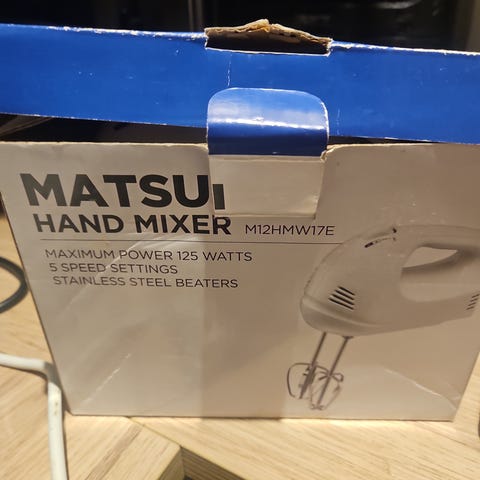 MATSUI
HAND MIXER M12HMW17E
MAXIMUM POWER 125 WATTS
5 SPEED SETTINGS
STAINLESS STEEL BEATERS